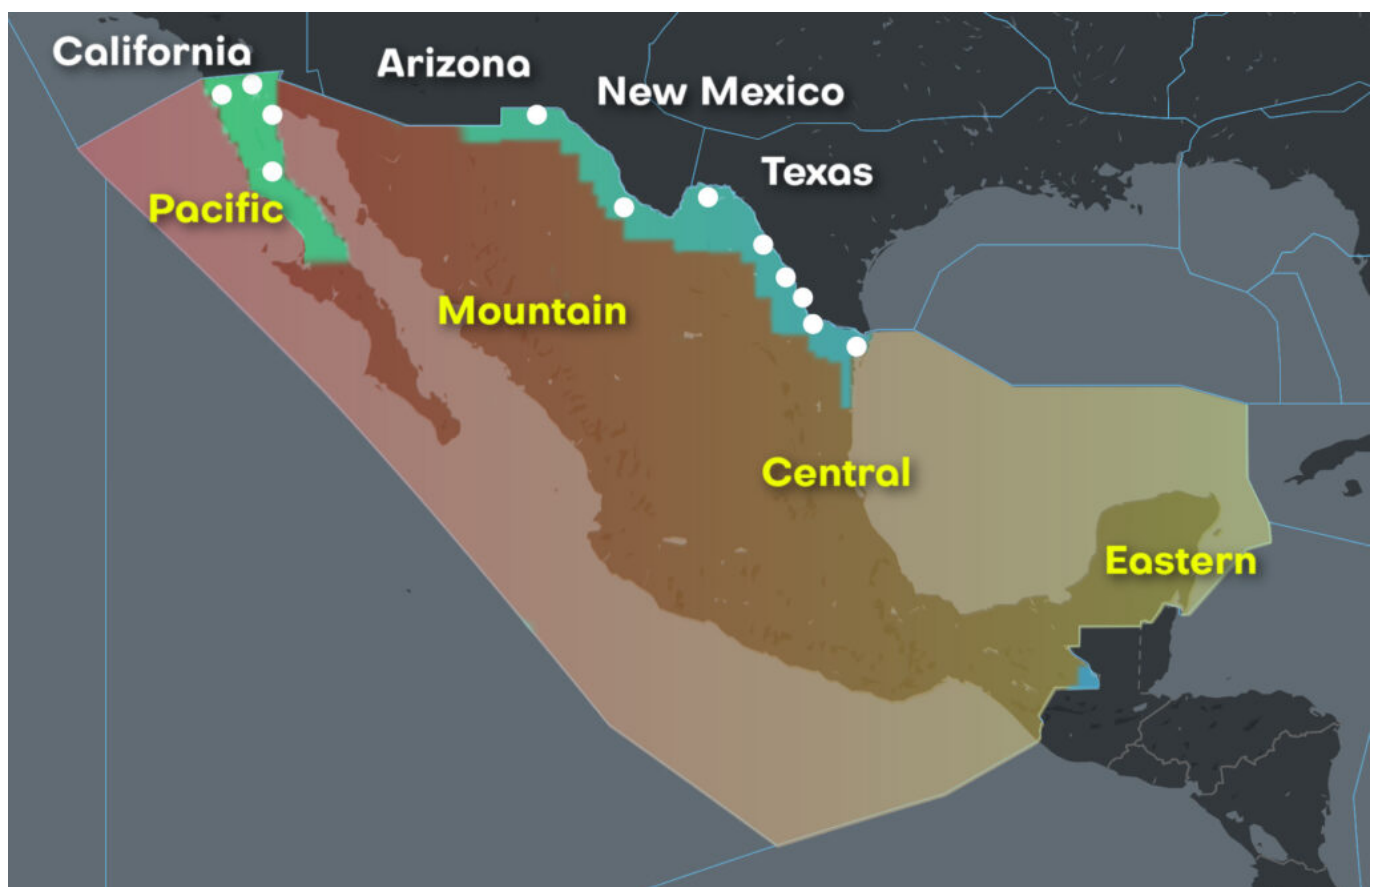 California
Arizona
New Mexico
Texas
Pacific
Mountain
Central
Eastern